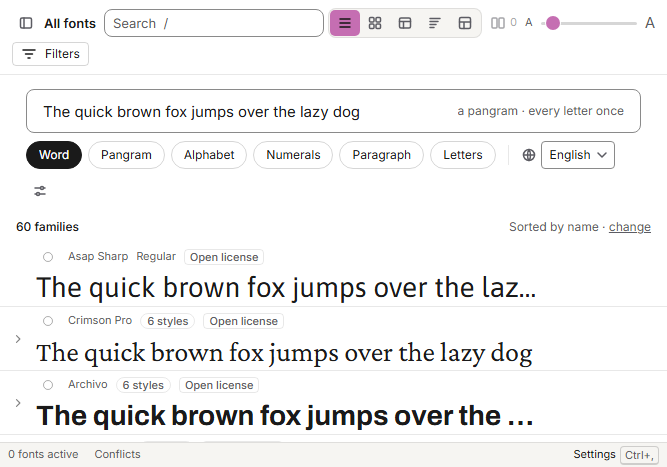 All fonts Search / 0 A A
Filters
The quick brown fox jumps over the lazy dog a pangram · every letter once
Word Pangram Alphabet Numerals Paragraph Letters English
60 families Sorted by name · change
Asap Sharp Regular Open license
The quick brown fox jumps over the laz...
Crimson Pro 6 styles Open license
The quick brown fox jumps over the lazy dog
Archivo 6 styles Open license
The quick brown fox jumps over the ...
0 fonts active Conflicts Settings Ctrl+,